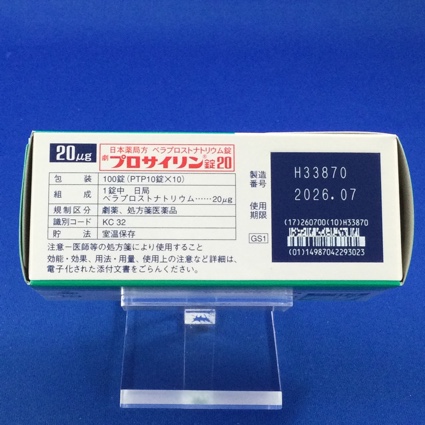 20μg
日本薬局方 ベラプロストナトリウム錠
劇 プロサイリン®錠20
包 装 100錠(PTP10錠×10)
組 成 1錠中 日局
ベラプロストナトリウム……20μg
規制区分 劇薬、処方箋医薬品
識別コード KC 32
貯 法 室温保存
注意-医師等の処方箋により使用すること
効能・効果、用法・用量、使用上の注意など詳細は、
電子化された添付文書をごらんください。
製造番号 H33870
使用期限 2026.07
(17)260700(10)H33870
GS1
(01)14987042293023